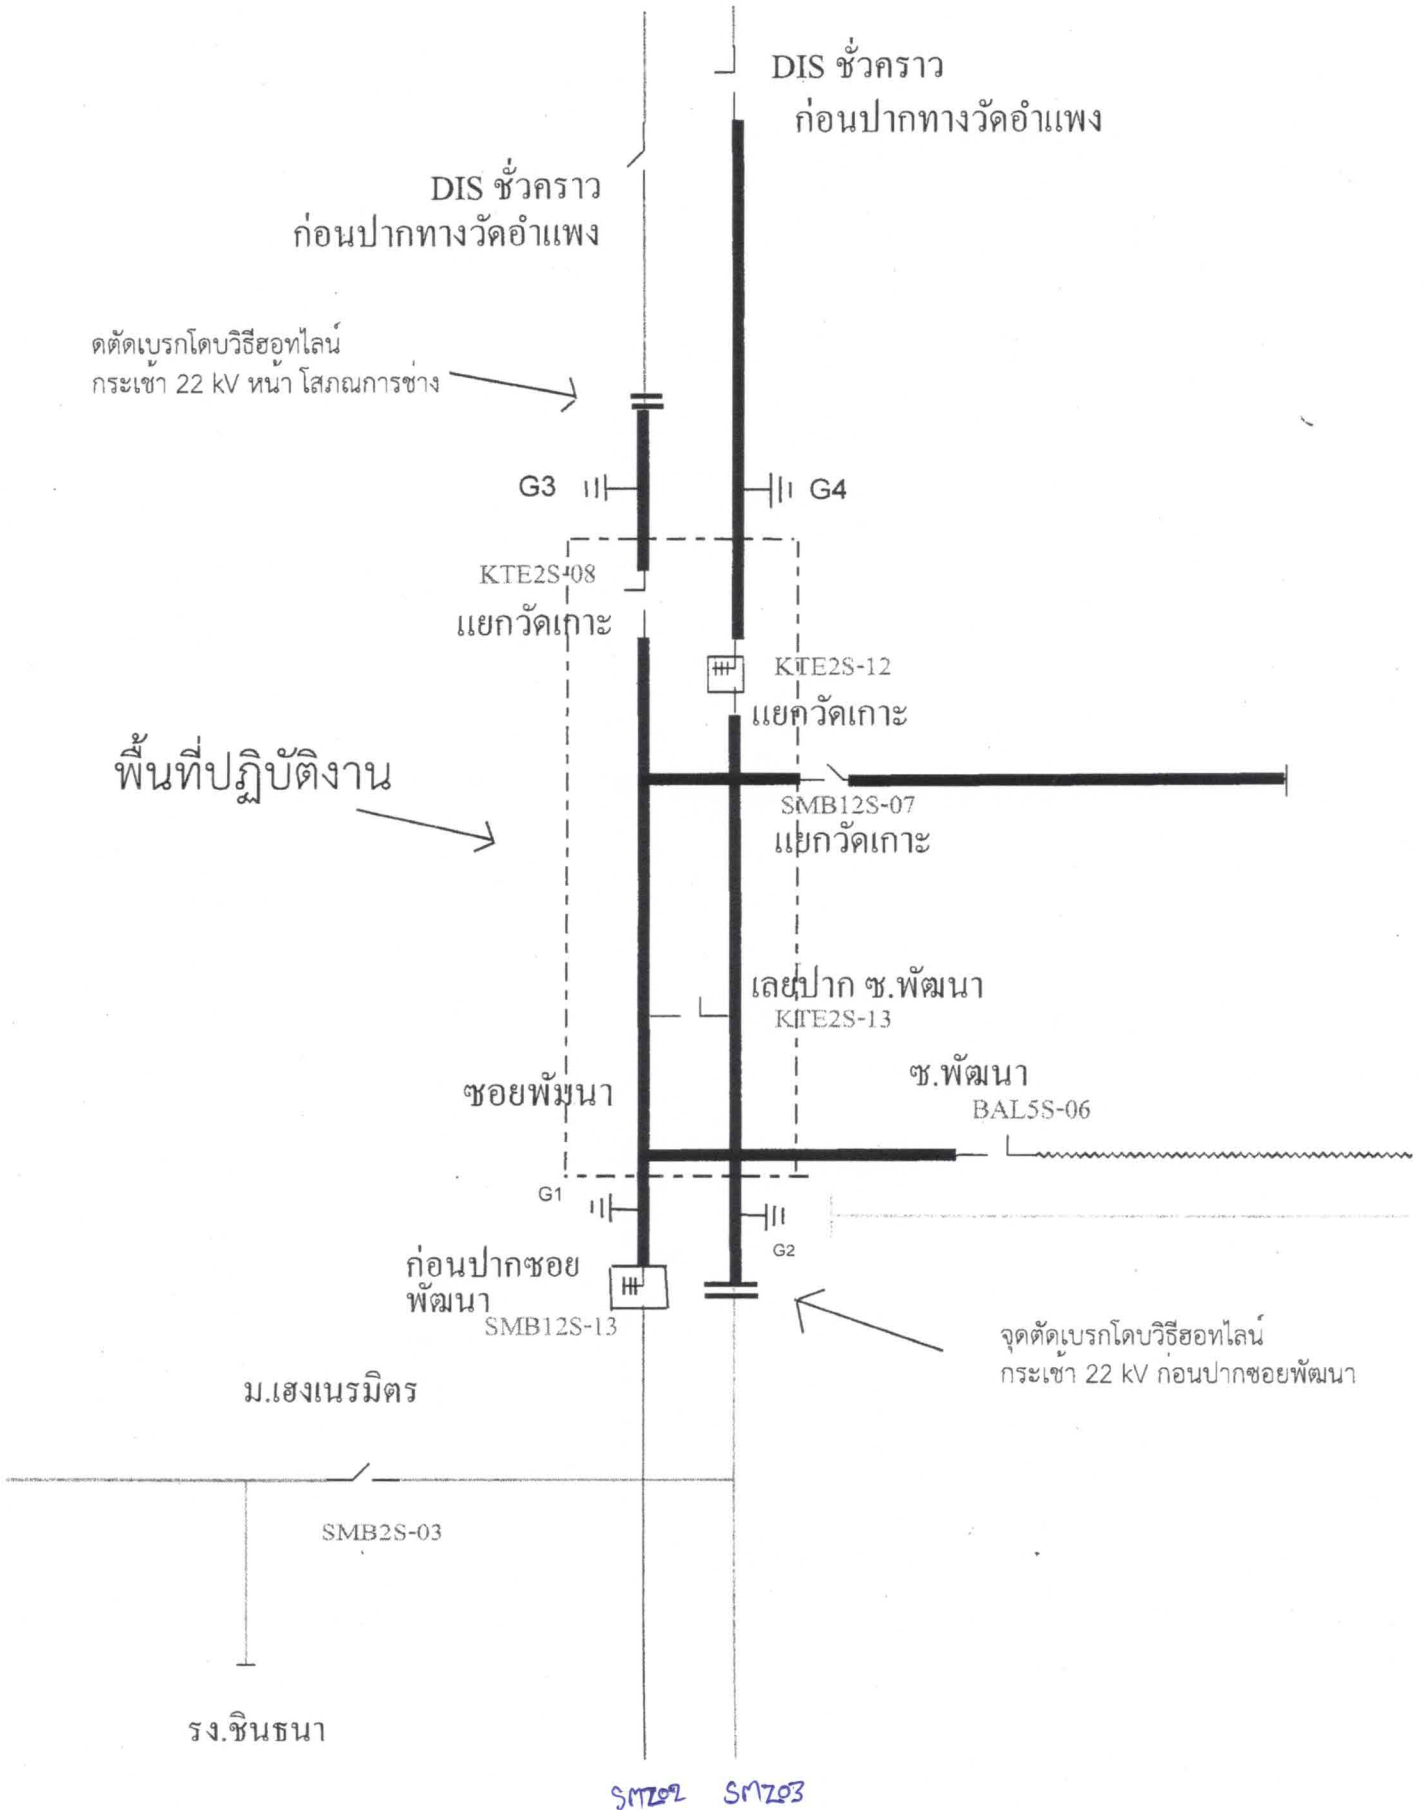 DIS ชั่วคราว
ก่อนปากทางวัดอำแพง
DIS ชั่วคราว
ก่อนปากทางวัดอำแพง
ดตัดเบรกโดบวิธีฮอทไลน์
กระเช้า 22 kV หน้า โสภณการช่าง
G3
G4
KTE2S-08
แยกวัดเกาะ
KTE2S-12
แยกวัดเกาะ
พื้นที่ปฏิบัติงาน
SMB12S-07
แยกวัดเกาะ
เลยปาก ซ.พัฒนา
KTE2S-13
ซ.พัฒนา
BAL5S-06
ซอยพัมนา
G1
G2
ก่อนปากซอย
พัฒนา
SMB12S-13
จุดตัดเบรกโดบวิธีฮอทไลน์
กระเช้า 22 kV ก่อนปากซอยพัฒนา
ม.เฮงเนรมิตร
SMB2S-03
รง.ชินธนา
SMZ02 SMZ03